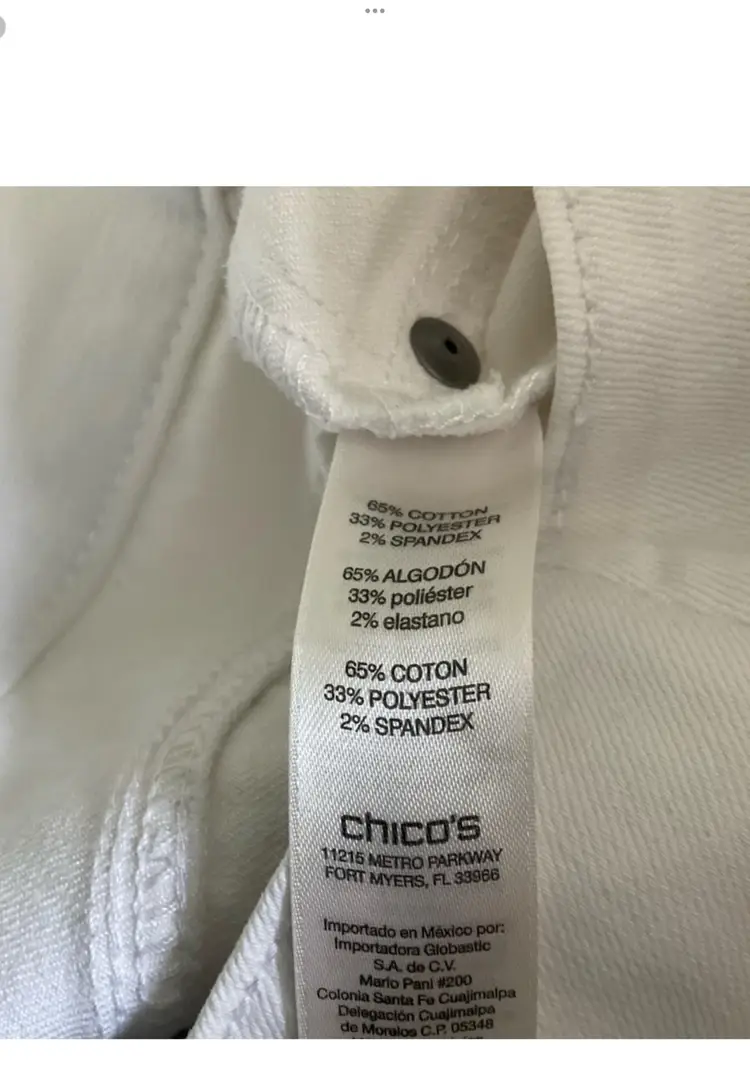 65% COTTON
33% POLYESTER
2% SPANDEX
65% ALGODÓN
33% poliéster
2% elastano
65% COTON
33% POLYESTER
2% SPANDEX
chico's
11215 METRO PARKWAY
FORT MYERS, FL 33966
Importado en México por:
Importadora Globastic
S.A. de C.V.
Mario Pani #200
Colonia Santa Fe Cuajimalpa
Delegación Cuajimalpa
de Morelos C.P. 05348